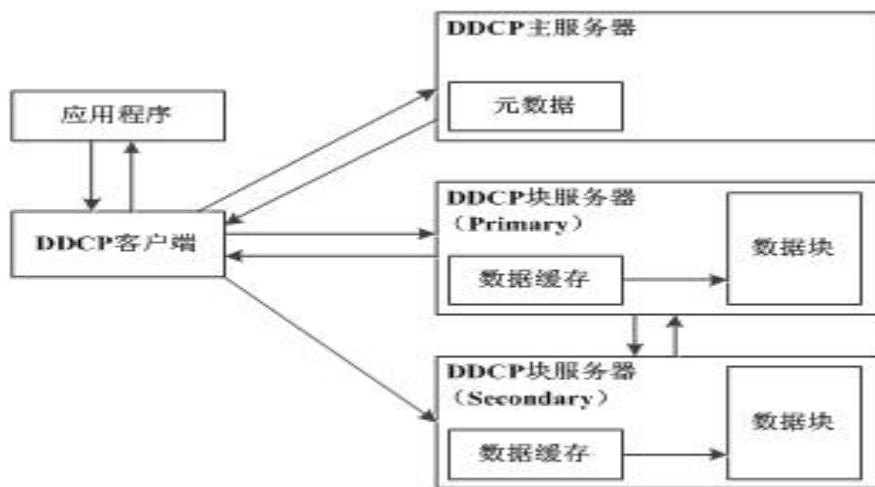 DDCP主服务器
元数据
应用程序
DDCP客户端
DDCP块服务器
（Primary）
数据块
数据缓存
DDCP块服务器
（Secondary）
数据块
数据缓存